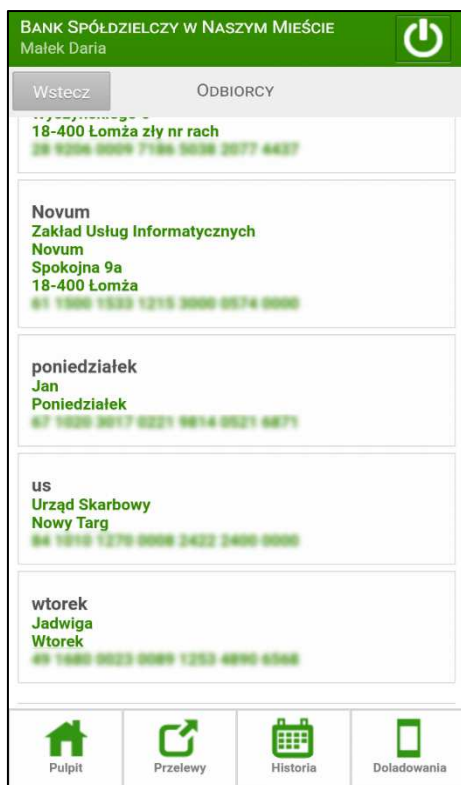 BANK SPÓŁDZIELCZY W NASZYM MIEŚCIE
Małek Daria
Wstecz
ODBIORCY
18-400 Łomża zły nr rach
Novum
Zakład Usług Informatycznych
Novum
Spokojna 9a
18-400 Łomża
poniedziałek
Jan
Poniedziałek
us
Urząd Skarbowy
Nowy Targ
wtorek
Jadwiga
Wtorek
Pulpit
Przelewy
Historia
Doladowania